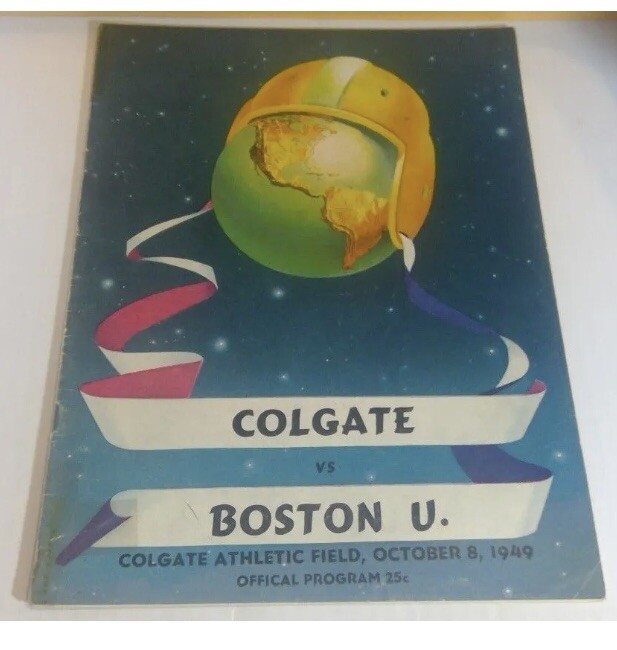 COLGATE
VS
BOSTON U.
COLGATE ATHLETIC FIELD, OCTOBER 8, 1949
OFFICAL PROGRAM 25c